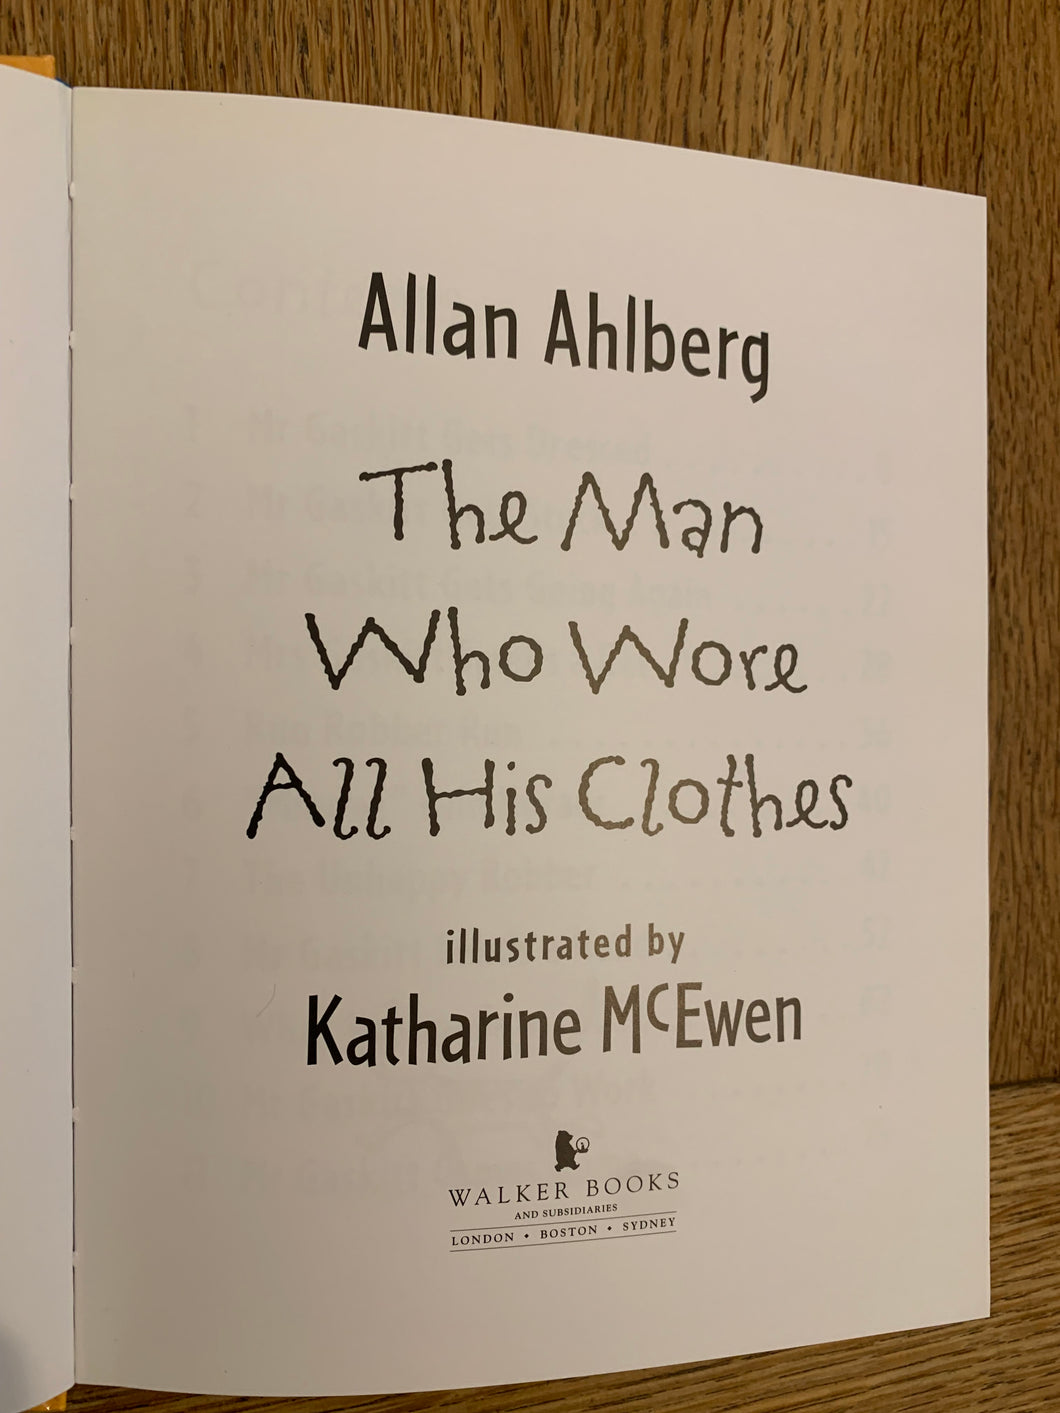 Allan Ahlberg
The Man
Who Wore
All His Clothes
illustrated by
Katharine McEwen
WALKER BOOKS
AND SUBSIDIARIES
LONDON • BOSTON • SYDNEY